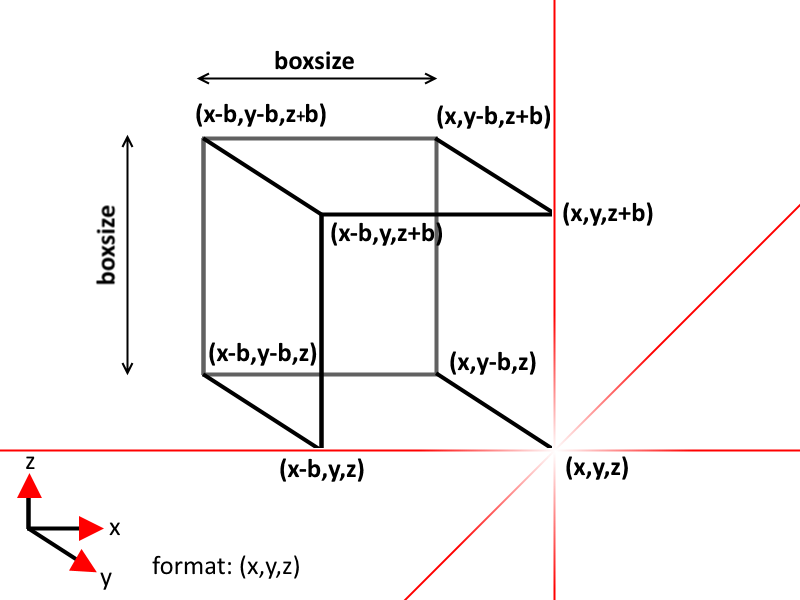 boxsize
(x-b,y-b,z+b)
(x,y-b,z+b)
boxsize
(x,y,z+b)
(x-b,y,z+b)
(x-b,y-b,z)
(x,y-b,z)
(x-b,y,z)
(x,y,z)
z
x
y
format: (x,y,z)